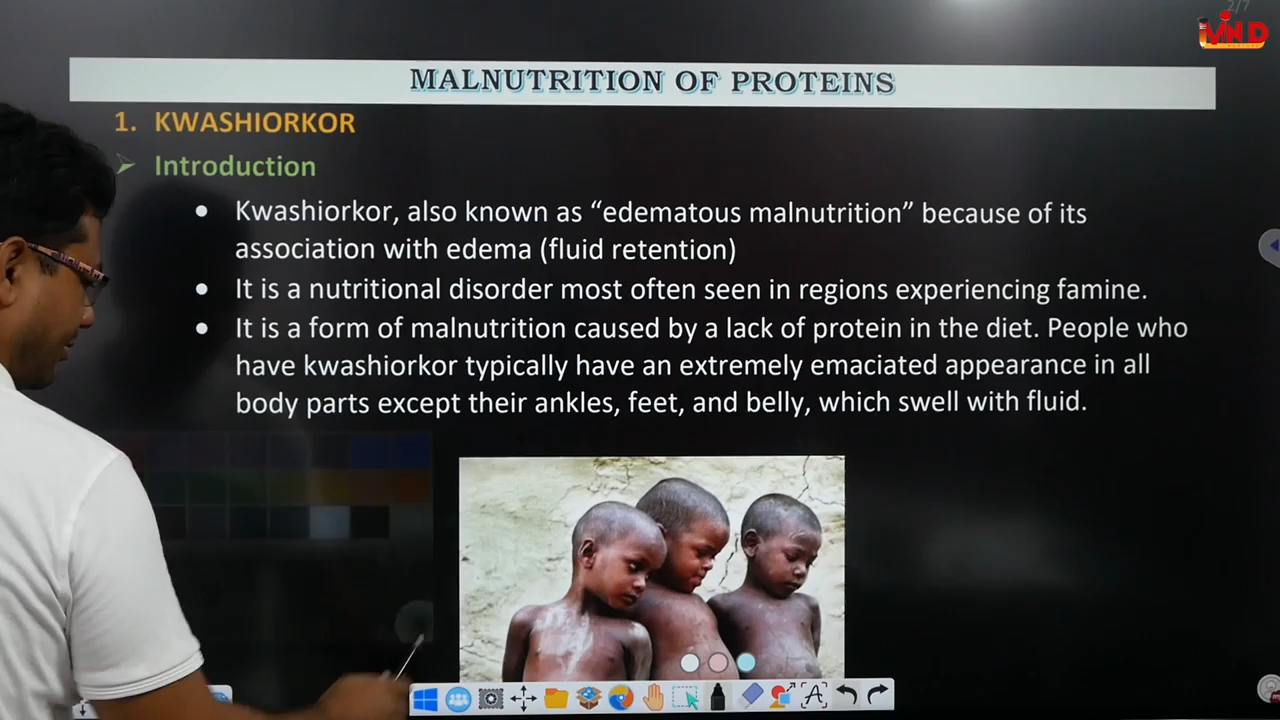 2/7
MIND
MALNUTRITION OF PROTEINS
1. KWASHIORKOR
Introduction
Kwashiorkor, also known as “edematous malnutrition” because of its
association with edema (fluid retention)
It is a nutritional disorder most often seen in regions experiencing famine.
It is a form of malnutrition caused by a lack of protein in the diet. People who
have kwashiorkor typically have an extremely emaciated appearance in all
body parts except their ankles, feet, and belly, which swell with fluid.
A